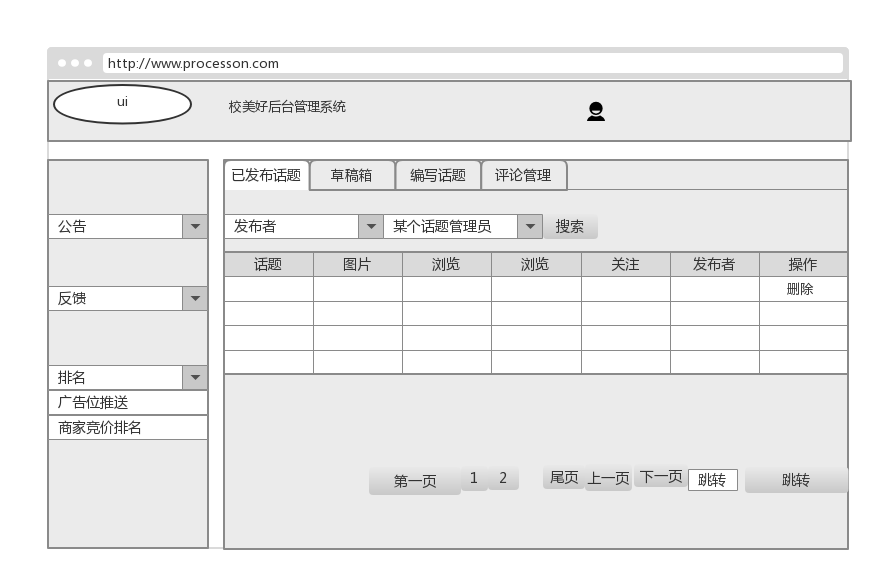 http://www.processon.com
ui
校美好后台管理系统
公告
反馈
排名
广告位推送
商家竞价排名
已发布话题 草稿箱 编写话题 评论管理
发布者 某个话题管理员 搜索
话题 图片 浏览 浏览 关注 发布者 操作
删除
第一页 1 2 尾页 上一页 下一页 跳转 跳转